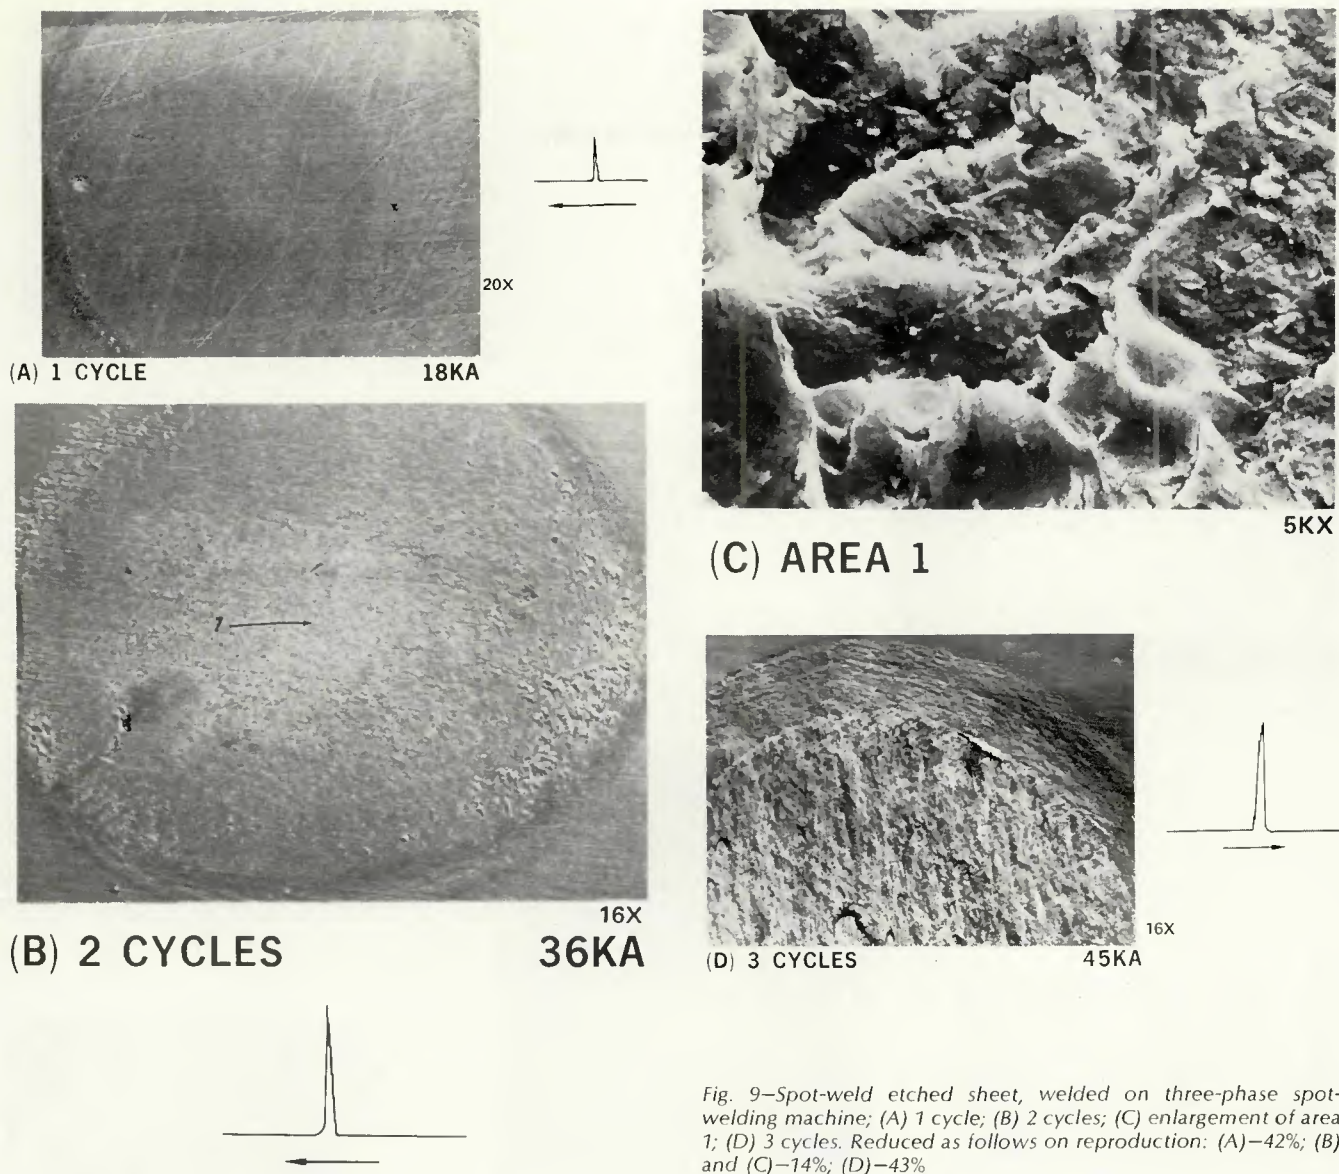 20X
(A) 1 CYCLE 18KA
1
16X
(B) 2 CYCLES 36KA
5KX
(C) AREA 1
16X
(D) 3 CYCLES 45KA
Fig. 9—Spot-weld etched sheet, welded on three-phase spot-
welding machine; (A) 1 cycle; (B) 2 cycles; (C) enlargement of area
1; (D) 3 cycles. Reduced as follows on reproduction: (A)—42%; (B)
and (C)—14%; (D)—43%